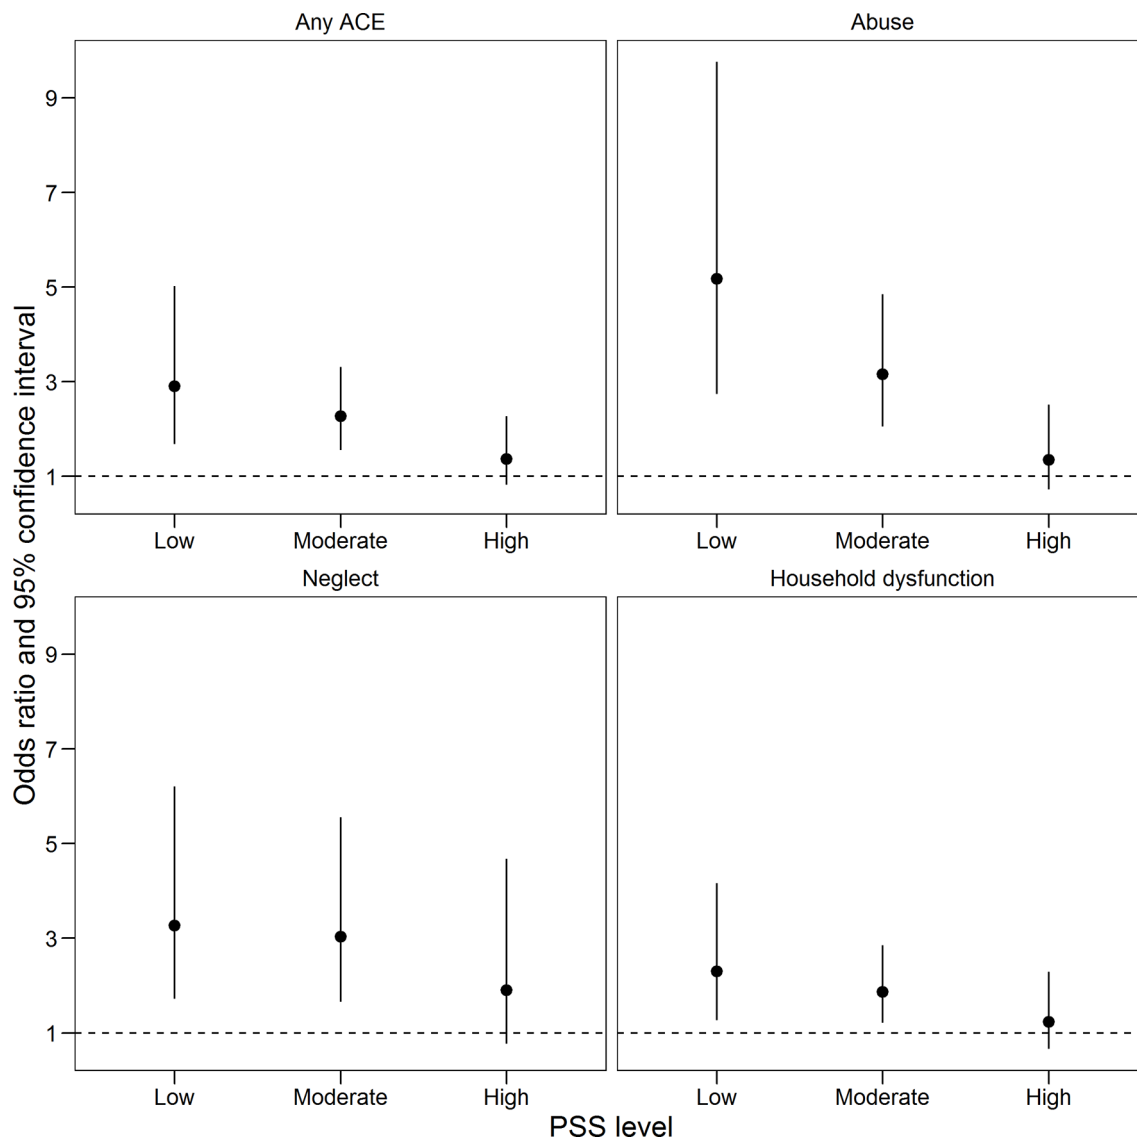 Any ACE
Abuse
9
7
5
3
1
Low Moderate High
Low Moderate High
Neglect
Household dysfunction
9
7
5
3
1
Low Moderate High
Low Moderate High
Odds ratio and 95% confidence interval
PSS level